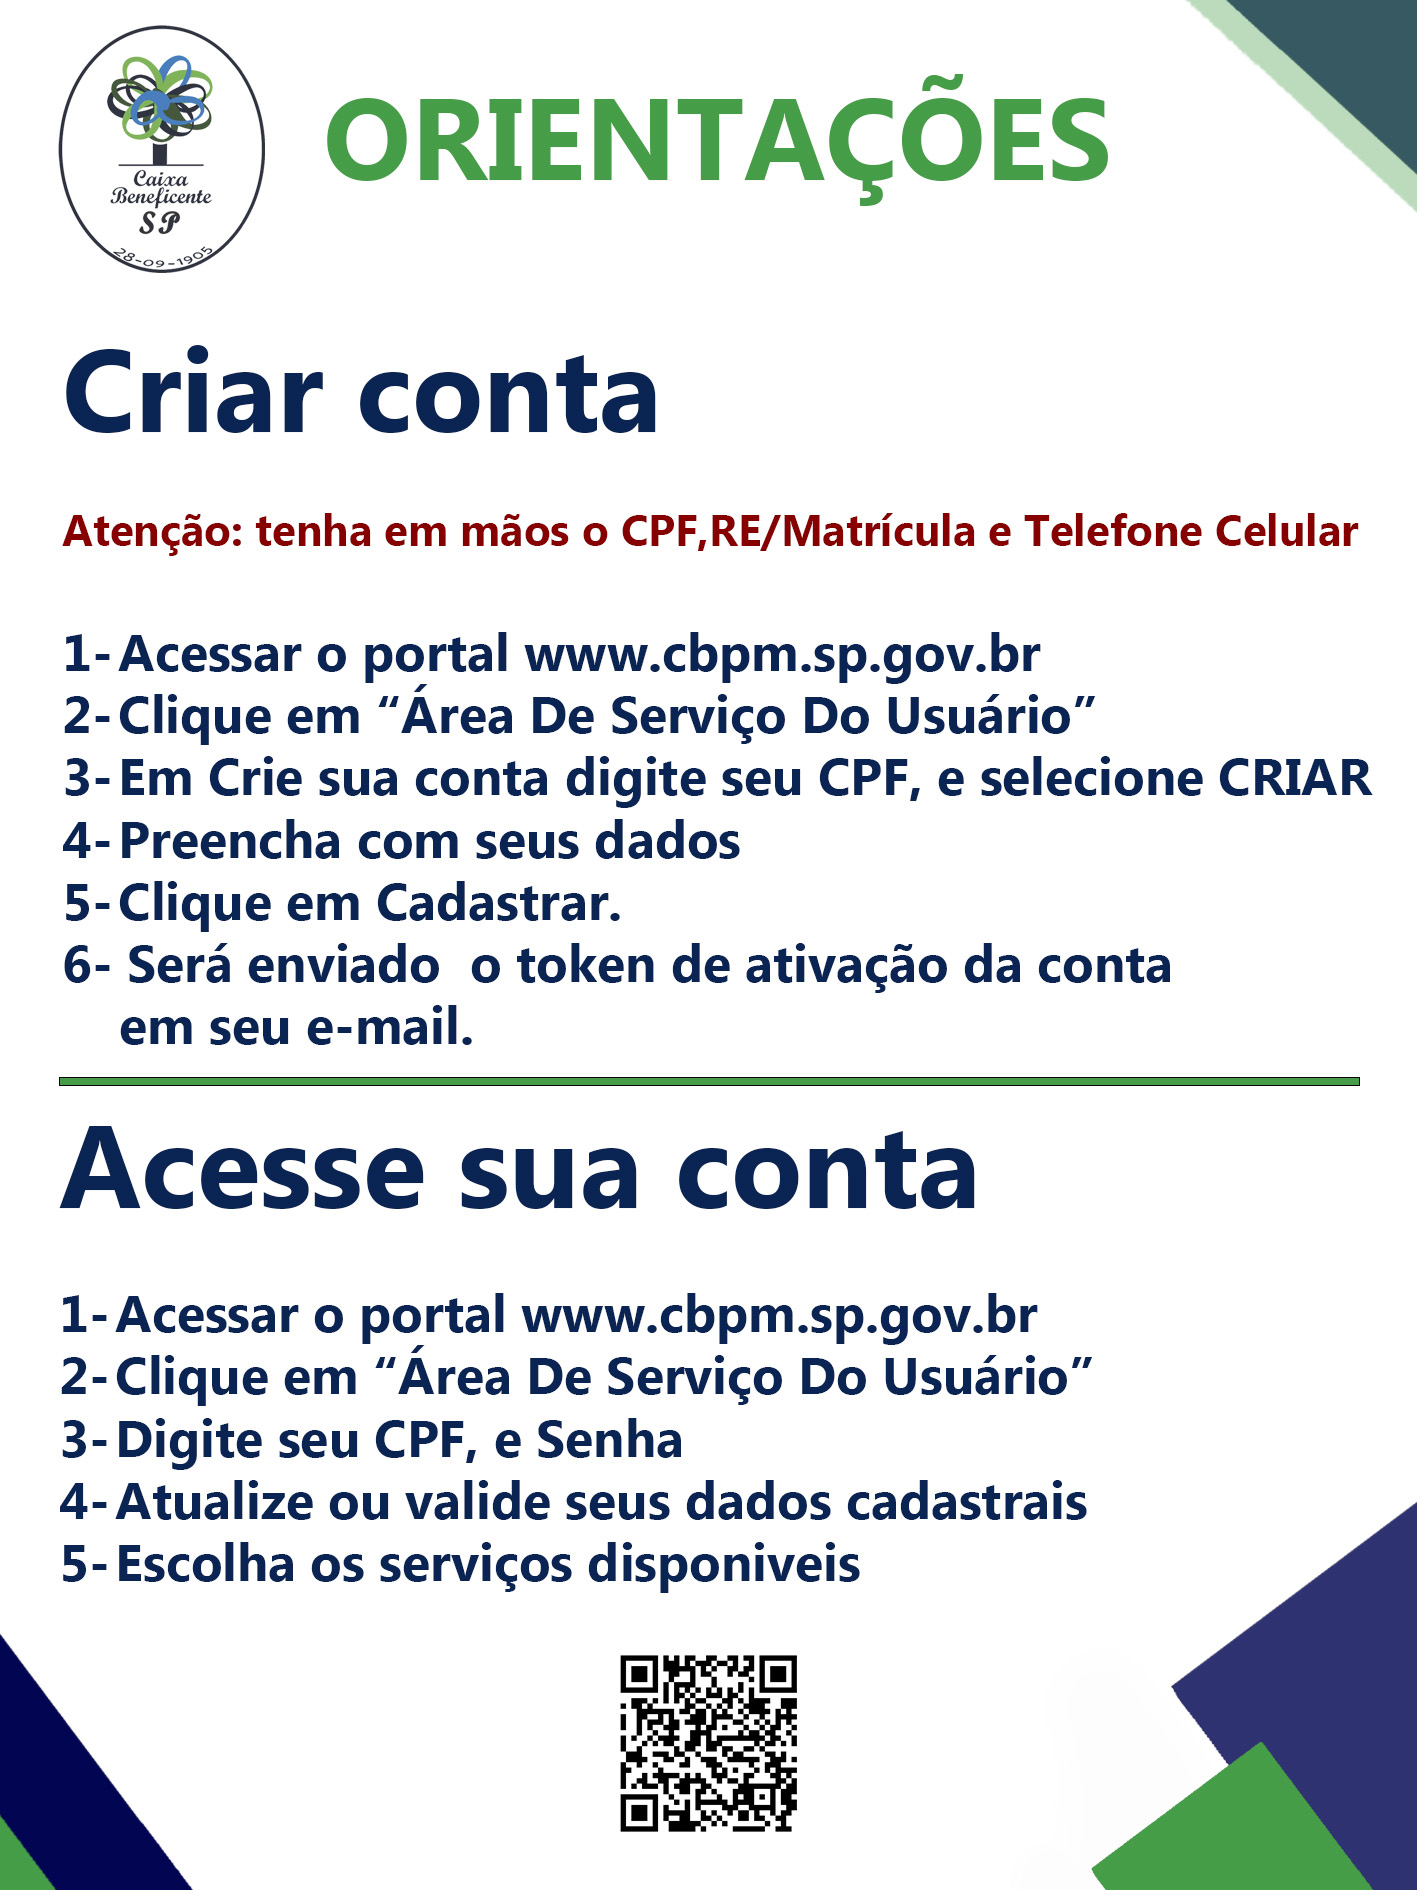 Caixa
Beneficente
SP
28-09-1905
ORIENTAÇÕES
Criar conta
Atenção: tenha em mãos o CPF,RE/Matrícula e Telefone Celular
1- Acessar o portal www.cbpm.sp.gov.br
2- Clique em “Área De Serviço Do Usuário”
3- Em Crie sua conta digite seu CPF, e selecione CRIAR
4- Preencha com seus dados
5- Clique em Cadastrar.
6- Será enviado  o token de ativação da conta
em seu e-mail.
Acesse sua conta
1- Acessar o portal www.cbpm.sp.gov.br
2- Clique em “Área De Serviço Do Usuário”
3- Digite seu CPF, e Senha
4- Atualize ou valide seus dados cadastrais
5- Escolha os serviços disponiveis